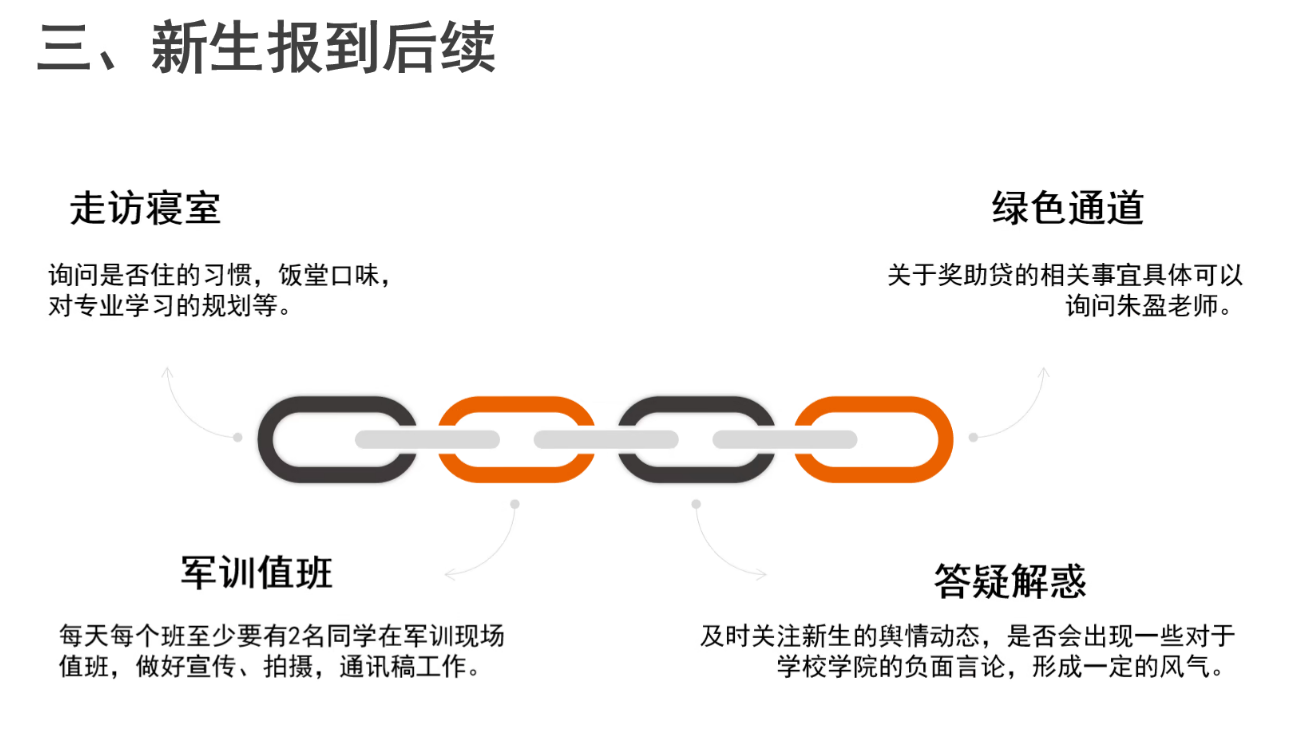 三、新生报到后续
走访寝室
询问是否住的习惯，饭堂口味，
对专业学习的规划等。
绿色通道
关于奖助贷的相关事宜具体可以
询问朱盈老师。
军训值班
每天每个班至少要有2名同学在军训现场
值班，做好宣传、拍摄，通讯稿工作。
答疑解惑
及时关注新生的舆情动态，是否会出现一些对于
学校学院的负面言论，形成一定的风气。